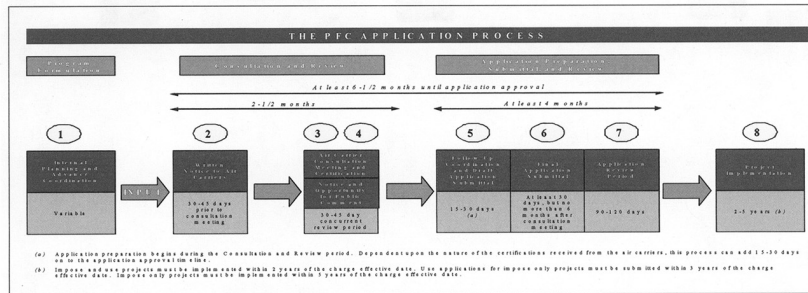 THE PFC APPLICATION PROCESS
Program
Formulation
Consultation and Review
Application Preparation
Submittal and Review
At least 6-1/2 months until application approval
2-1/2 months
At least 4 months
1
2
3
4
5
6
7
8
Internal
Planning and
Advance
Coordination
Variable
INPUT
Written
Notice to Air
Carriers
30-45 days
prior to
consultation
meeting
Air Carrier
Consultation
Meeting and
Certification
Notice and
Opportunity
for Public
Comment
30-45 day
concurrent
review period
Follow-Up
Coordination
and Draft
Application
Submittal
15-30 days
(a)
Final
Application
Submittal
At least 30
days, but no
more than 6
months after
consultation
meeting
Application
Review
Period
90-120 days
Project
Implementation
2-5 years (b)
(a) Application preparation begins during the Consultation and Review period. Dependent upon the nature of the certifications received from the air carriers, this process can add 15-30 days
on to the application approval timeline.
(b) Impose and use projects must be implemented within 2 years of the charge effective date. Use applications for impose only projects must be submitted within 3 years of the charge
effective date. Impose only projects must be implemented within 5 years of the charge effective date.